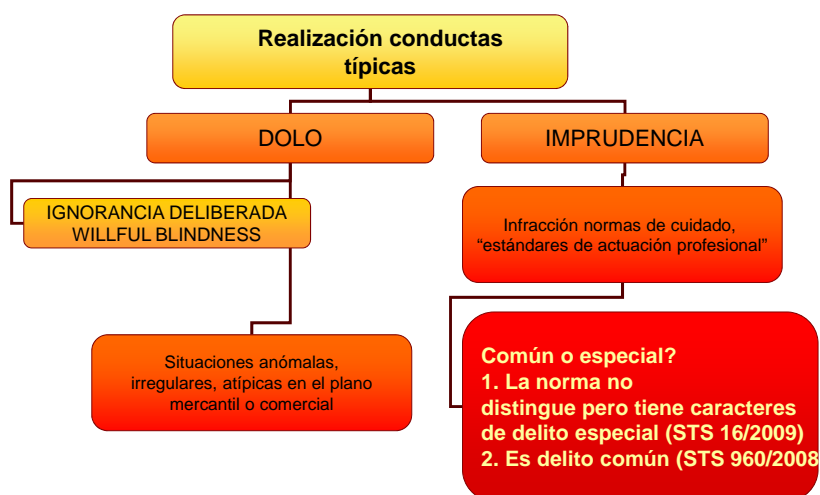 Realización conductas
típicas
DOLO
IMPRUDENCIA
IGNORANCIA DELIBERADA
WILLFUL BLINDNESS
Infracción normas de cuidado,
“estándares de actuación profesional”
Situaciones anómalas,
irregulares, atípicas en el plano
mercantil o comercial
Común o especial?
1. La norma no
distingue pero tiene caracteres
de delito especial (STS 16/2009)
2. Es delito común (STS 960/2008